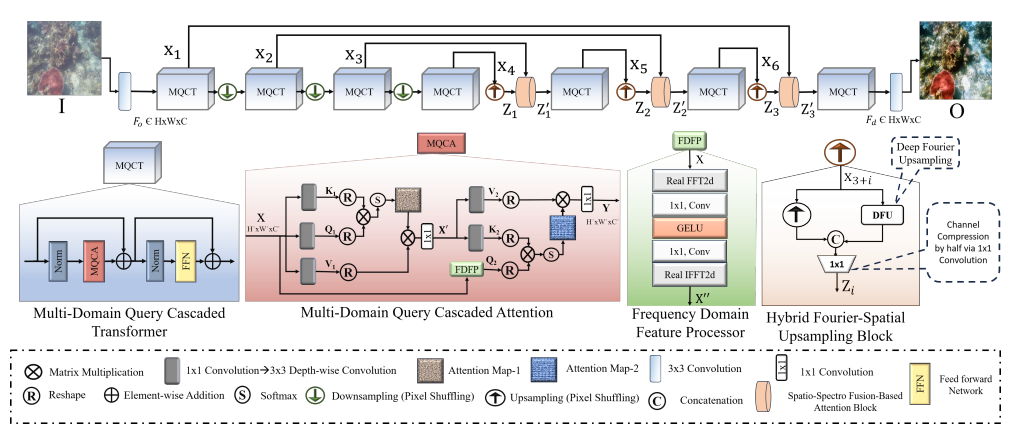 X1
X2
X3
X4
X5
X6
MQCT
MQCT
MQCT
MQCT
MQCT
MQCT
MQCT
I
Fo Є HxWxC
Z1
Z'1
Z2
Z'2
Z3
Z'3
Fd Є HxWxC
O
MQCT
Norm
MQCA
Norm
FFN
Multi-Domain Query Cascaded
Transformer
MQCA
X
H'xW'xC'
K1
R
S
Q1
R
V1
R
1x1
X'
V2
R
K2
R
FDFP
Q2
R
S
1x1
Y
H'xW'xC'
Multi-Domain Query Cascaded Attention
FDFP
X
Real FFT2d
1x1, Conv
GELU
1x1, Conv
Real IFFT2d
X''
Frequency Domain
Feature Processor
X3+i
Deep Fourier
Upsampling
DFU
C
1x1
Zi
Channel
Compression
by half via 1x1
Convolution
Hybrid Fourier-Spatial
Upsampling Block
Matrix Multiplication
1x1 Convolution→3x3 Depth-wise Convolution
Attention Map-1
Attention Map-2
3x3 Convolution
1x1
1x1 Convolution
R Reshape
Element-wise Addition
S Softmax
Downsampling (Pixel Shuffling)
Upsampling (Pixel Shuffling)
C Concatenation
Spatio-Spectro Fusion-Based
Attention Block
FFN
Feed forward
Network